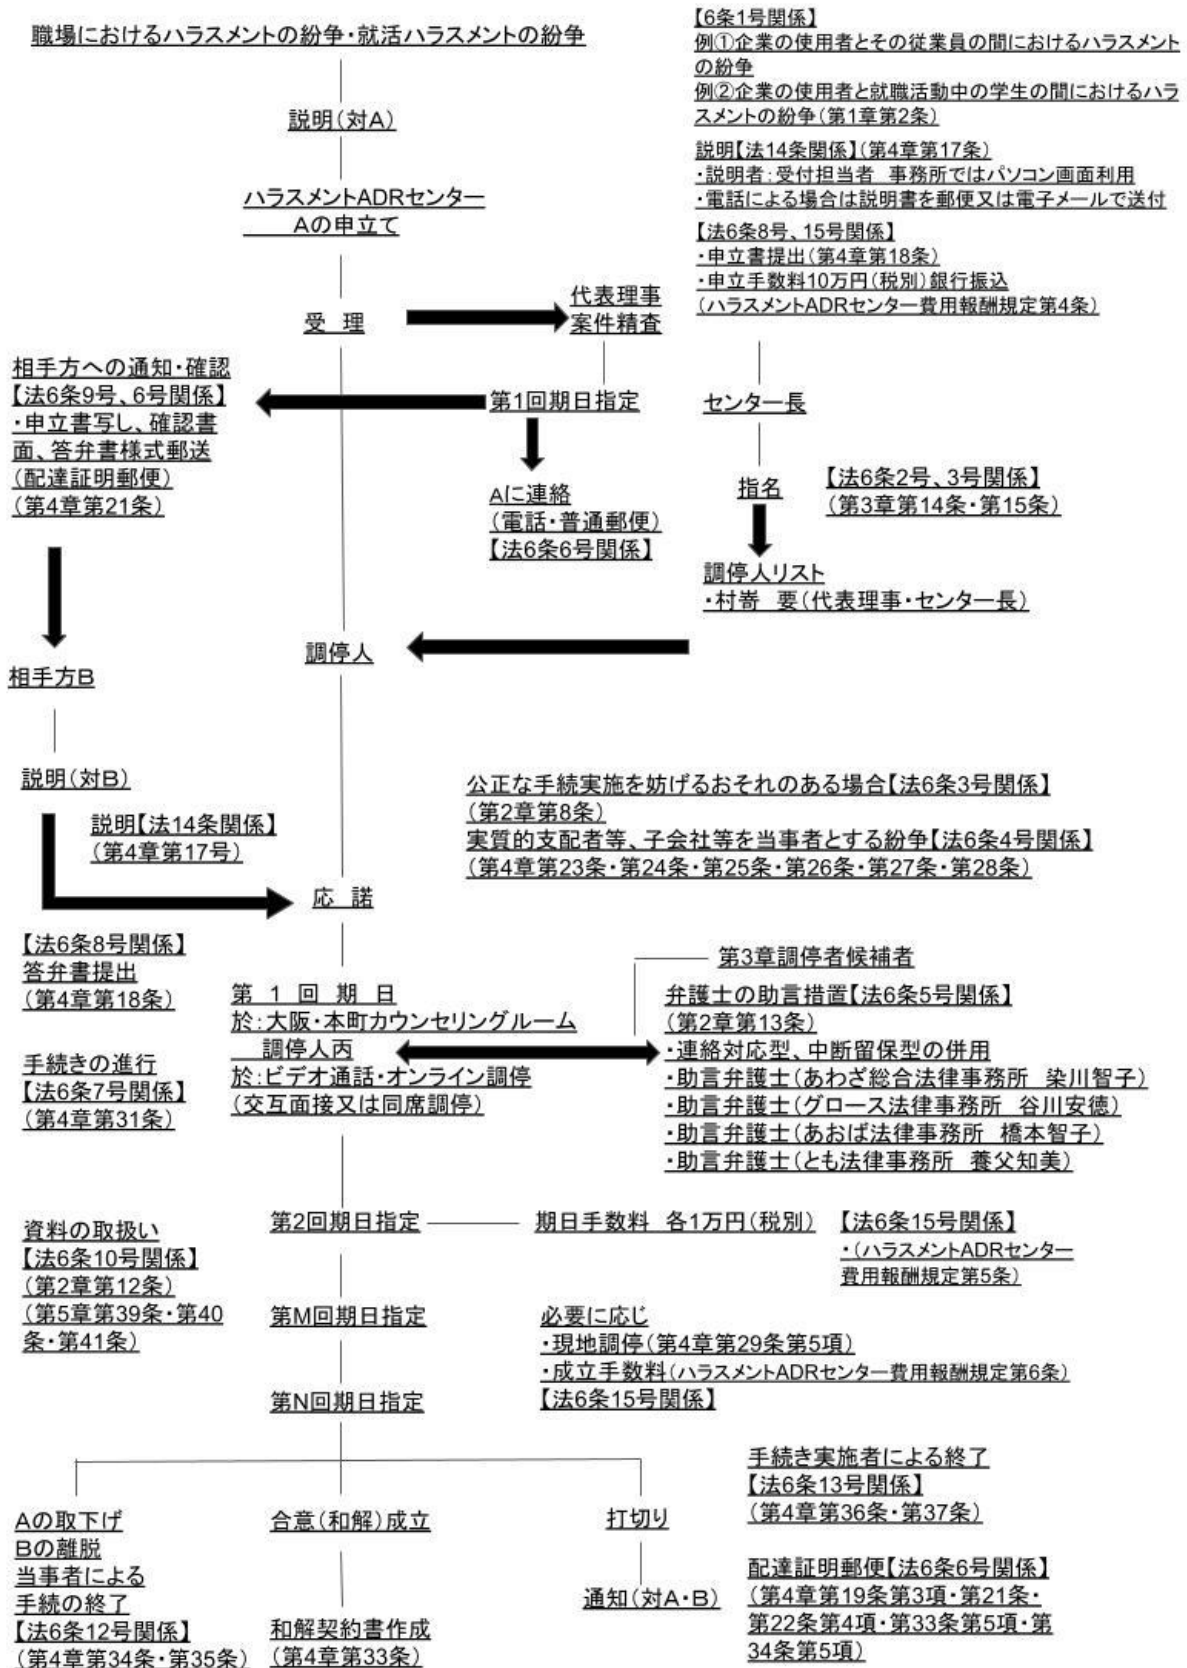 職場におけるハラスメントの紛争・就活ハラスメントの紛争
【6条1号関係】
例①企業の使用者とその従業員の間におけるハラスメント
の紛争
例②企業の使用者と就職活動中の学生の間におけるハラ
スメントの紛争(第1章第2条)
説明(対A)
説明【法14条関係】(第4章第17条)
・説明者:受付担当者 事務所ではパソコン画面利用
・電話による場合は説明書を郵便又は電子メールで送付
ハラスメントADRセンター
Aの申立て
【法6条8号、15号関係】
・申立書提出(第4章第18条)
・申立手数料10万円(税別)銀行振込
(ハラスメントADRセンター費用報酬規定第4条)
受 理
代表理事
案件精査
相手方への通知・確認
【法6条9号、6号関係】
・申立書写し、確認書
面、答弁書様式郵送
(配達証明郵便)
(第4章第21条)
第1回期日指定
センター長
Aに連絡
(電話・普通郵便)
【法6条6号関係】
指名
【法6条2号、3号関係】
(第3章第14条・第15条)
調停人リスト
・村嵜 要(代表理事・センター長)
調停人
相手方B
説明(対B)
説明【法14条関係】
(第4章第17号)
公正な手続実施を妨げるおそれのある場合【法6条3号関係】
(第2章第8条)
実質的支配者等、子会社等を当事者とする紛争【法6条4号関係】
(第4章第23条・第24条・第25条・第26条・第27条・第28条)
応 諾
【法6条8号関係】
答弁書提出
(第4章第18条)
第3章調停者候補者
第 1 回 期 日
於:大阪・本町カウンセリングルーム
調停人丙
於:ビデオ通話・オンライン調停
(交互面接又は同席調停)
弁護士の助言措置【法6条5号関係】
(第2章第13条)
・連絡対応型、中断留保型の併用
・助言弁護士(あわざ総合法律事務所 染川智子)
・助言弁護士(グロース法律事務所 谷川安徳)
・助言弁護士(あおば法律事務所 橋本智子)
・助言弁護士(とも法律事務所 養父知美)
手続きの進行
【法6条7号関係】
(第4章第31条)
資料の取扱い
【法6条10号関係】
(第2章第12条)
(第5章第39条・第40
条・第41条)
第2回期日指定
期日手数料 各1万円(税別)
【法6条15号関係】
・(ハラスメントADRセンター
費用報酬規定第5条)
第M回期日指定
必要に応じ
・現地調停(第4章第29条第5項)
・成立手数料(ハラスメントADRセンター費用報酬規定第6条)
【法6条15号関係】
第N回期日指定
手続き実施者による終了
【法6条13号関係】
(第4章第36条・第37条)
Aの取下げ
Bの離脱
当事者による
手続の終了
【法6条12号関係】
(第4章第34条・第35条)
合意(和解)成立
和解契約書作成
(第4章第33条)
打切り
通知(対A・B)
配達証明郵便【法6条6号関係】
(第4章第19条第3項・第21条・
第22条第4項・第33条第5項・第
34条第5項)